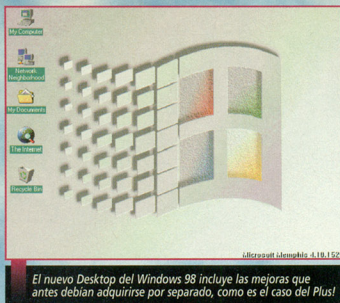 My Computer
Network
Neighborhood
My Documents
The Internet
Recycle Bin
Microsoft Memphis 4.10.152
El nuevo Desktop del Windows 98 incluye las mejoras que
antes debían adquirirse por separado, como es el caso del Plus!